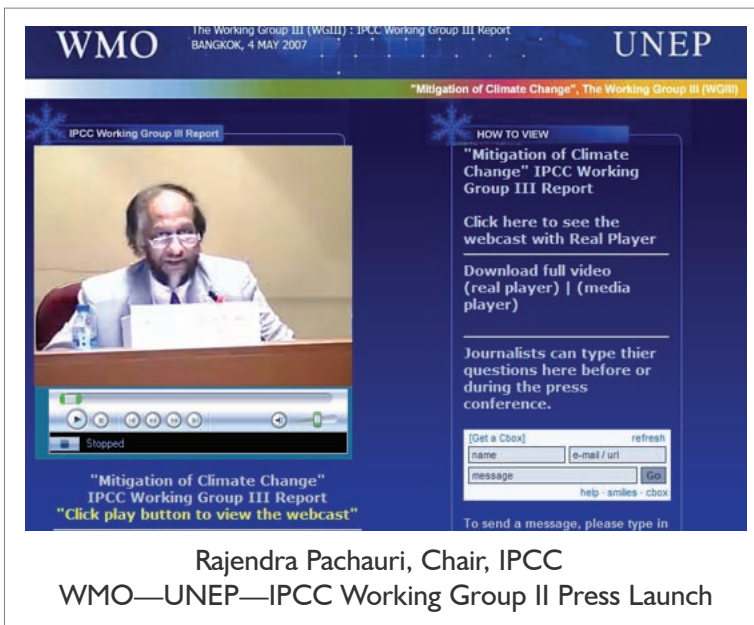 The Working Group III (WGIII) : IPCC Working Group III Report
WMO
BANGKOK, 4 MAY 2007
UNEP
"Mitigation of Climate Change", The Working Group III (WGIII)
IPCC Working Group III Report
HOW TO VIEW
"Mitigation of Climate
Change" IPCC Working
Group III Report
Click here to see the
webcast with Real Player
Download full video
(real player) | (media
player)
Journalists can type thier
questions here before or
during the press
conference.
[Get a Cbox] refresh
name e-mail / url
message Go
help · smilies · cbox
To send a message, please type in
Stopped
"Mitigation of Climate Change"
IPCC Working Group III Report
"Click play button to view the webcast"
Rajendra Pachauri, Chair, IPCC
WMO—UNEP—IPCC Working Group II Press Launch